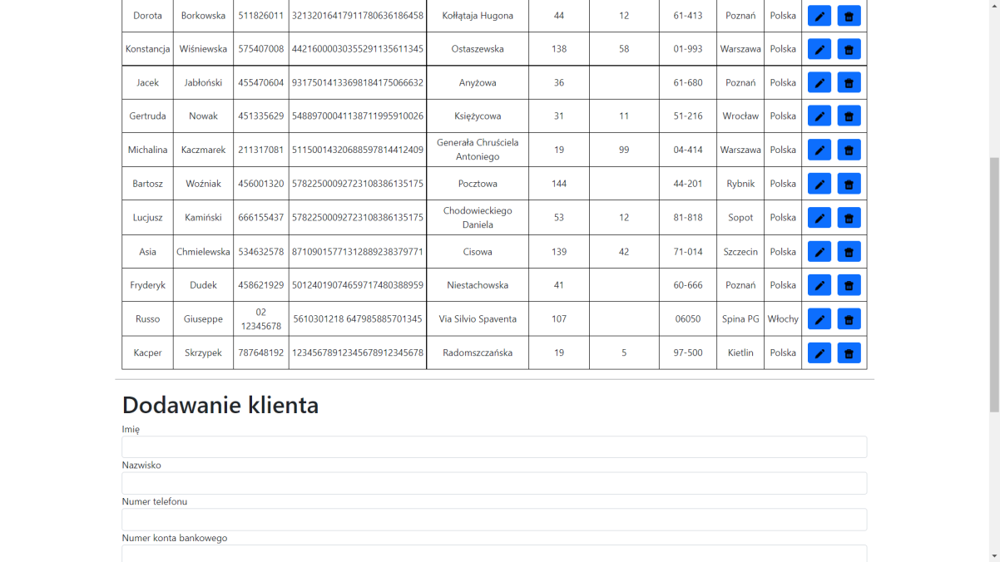 Dorota Borkowska 511826011 32132016417911780636186458 Kołłątaja Hugona 44 12 61-413 Poznań Polska
Konstancja Wiśniewska 575407008 44216000030355291135611345 Ostaszewska 138 58 01-993 Warszawa Polska
Jacek Jabłoński 455470604 93175014133698184175066632 Anyżowa 36 61-680 Poznań Polska
Gertruda Nowak 451335629 54889700041138711995910026 Księżycowa 31 11 51-216 Wrocław Polska
Michalina Kaczmarek 211317081 51150014320688597814412409 Generała Chruściela Antoniego 19 99 04-414 Warszawa Polska
Bartosz Woźniak 456001320 57822500092723108386135175 Pocztowa 144 44-201 Rybnik Polska
Lucjusz Kamiński 666155437 57822500092723108386135175 Chodowieckiego Daniela 53 12 81-818 Sopot Polska
Asia Chmielewska 534632578 87109015771312889238379771 Cisowa 139 42 71-014 Szczecin Polska
Fryderyk Dudek 458621929 50124019074659717480388959 Niestachowska 41 60-666 Poznań Polska
Russo Giuseppe 02 12345678 5610301218 647985885701345 Via Silvio Spaventa 107 06050 Spina PG Włochy
Kacper Skrzypek 787648192 12345678912345678912345678 Radomszczańska 19 5 97-500 Kietlin Polska
Dodawanie klienta
Imię
Nazwisko
Numer telefonu
Numer konta bankowego